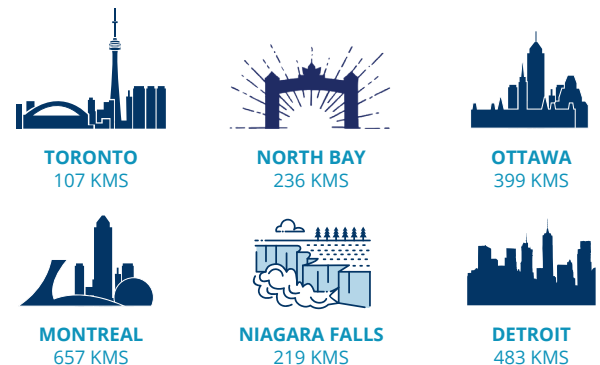 TORONTO
107 KMS
NORTH BAY
236 KMS
OTTAWA
399 KMS
MONTREAL
657 KMS
NIAGARA FALLS
219 KMS
DETROIT
483 KMS